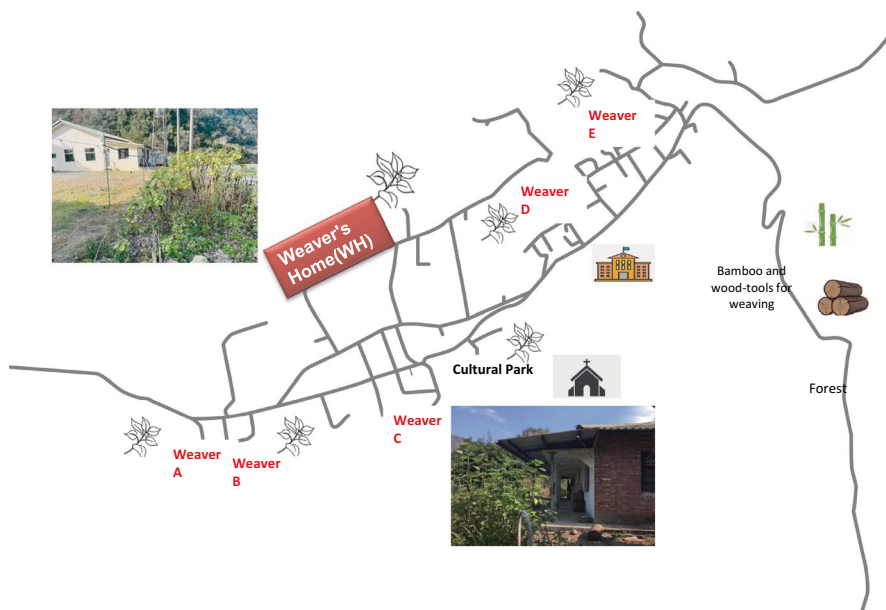 Weaver
E
Weaver
D
Weaver's
Home(WH)
Bamboo and
wood-tools for
weaving
Cultural Park
Forest
Weaver
C
Weaver
A
Weaver
B